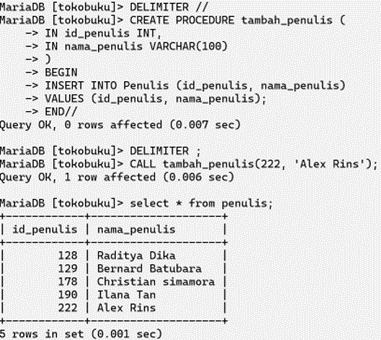 MariaDB [tokobuku]> DELIMITER //
MariaDB [tokobuku]> CREATE PROCEDURE tambah_penulis (
    -> IN id_penulis INT,
    -> IN nama_penulis VARCHAR(100)
    -> )
    -> BEGIN
    -> INSERT INTO Penulis (id_penulis, nama_penulis)
    -> VALUES (id_penulis, nama_penulis);
    -> END//
Query OK, 0 rows affected (0.007 sec)

MariaDB [tokobuku]> DELIMITER ;
MariaDB [tokobuku]> CALL tambah_penulis(222, 'Alex Rins');
Query OK, 1 row affected (0.006 sec)

MariaDB [tokobuku]> select * from penulis;
+------------+--------------------+
| id_penulis | nama_penulis       |
+------------+--------------------+
|        128 | Raditya Dika       |
|        129 | Bernard Batubara   |
|        178 | Christian simamora |
|        190 | Ilana Tan          |
|        222 | Alex Rins          |
+------------+--------------------+
5 rows in set (0.001 sec)